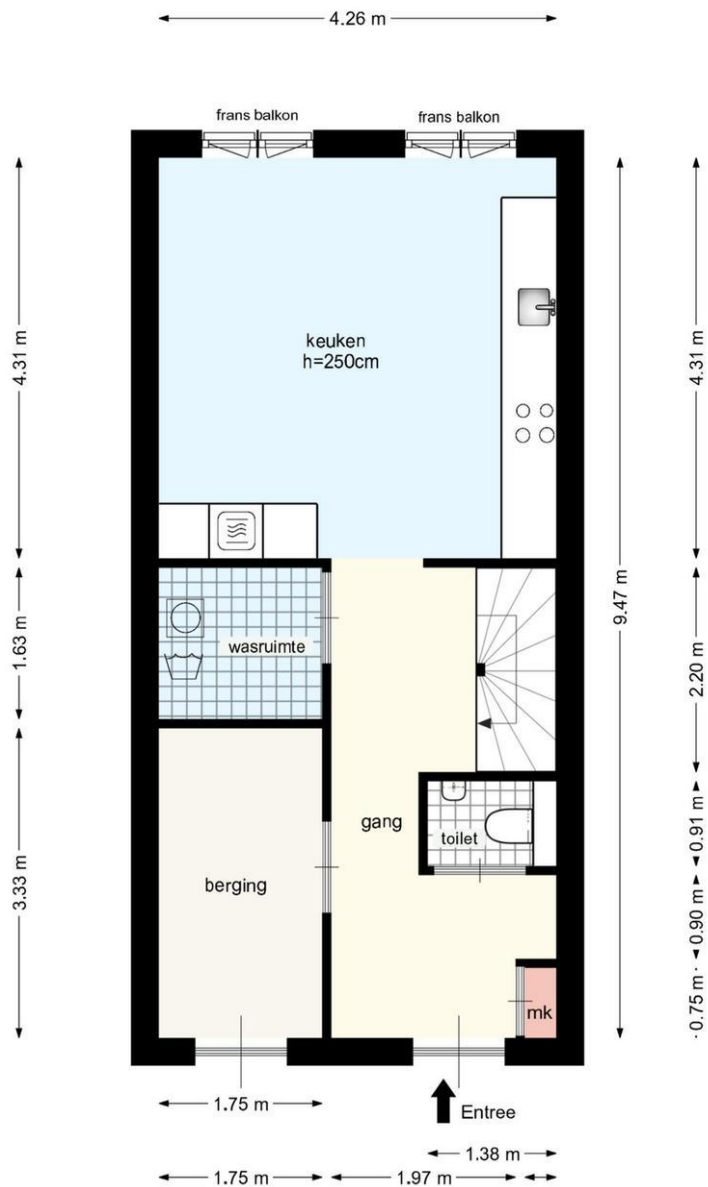 4.26 m
frans balkon
frans balkon
4.31 m
4.31 m
keuken
h=250cm
9.47 m
1.63 m
wasruimte
2.20 m
gang
toilet
0.91 m
berging
3.33 m
0.90 m
0.75 m
mk
1.75 m
Entree
1.38 m
1.75 m
1.97 m